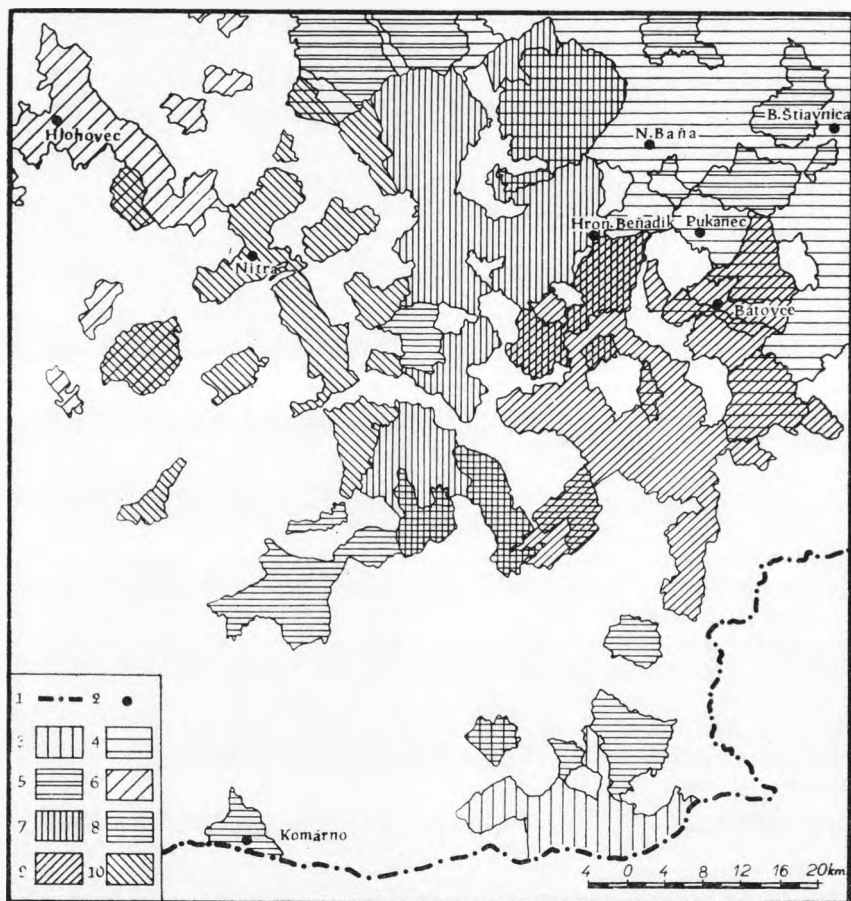 Hlohovec
B. Štiavnica
N. Baňa
Hron. Beňadik Pukanec
Nitra
Bátovce
1 2
3 4
5 6
7 8
9 10
Komárno
4 0 4 8 12 16 20km